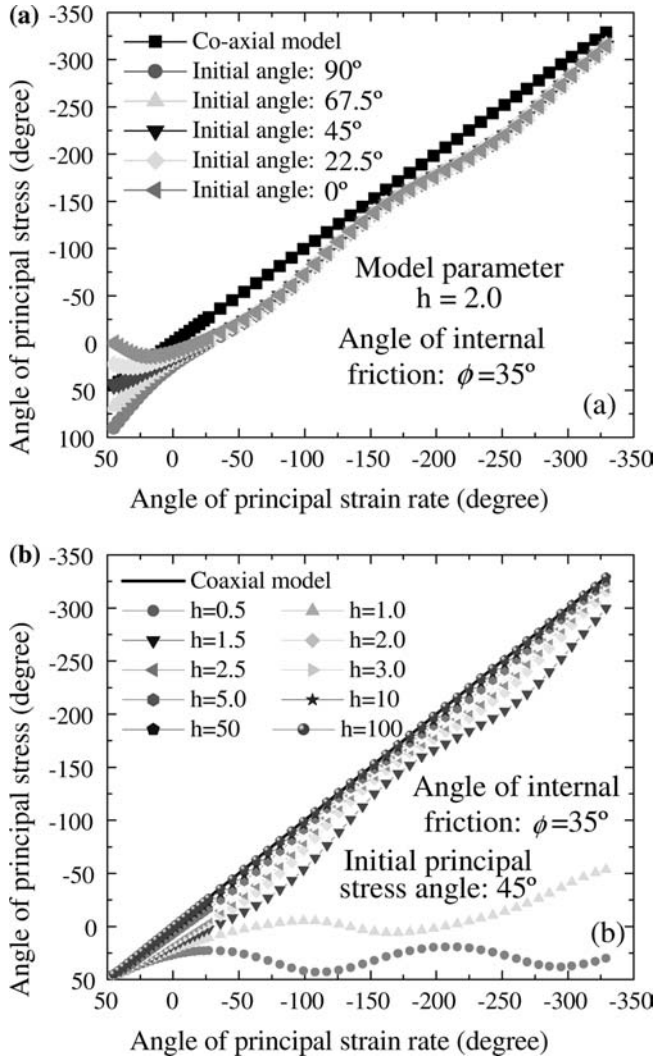 (a)
-350
-300
-250
-200
-150
-100
-50
0
50
100
Angle of principal stress (degree)
Co-axial model
Initial angle: 90º
Initial angle: 67.5º
Initial angle: 45º
Initial angle: 22.5º
Initial angle: 0º
Model parameter
h = 2.0
Angle of internal
friction: ϕ=35º
(a)
50 0 -50 -100 -150 -200 -250 -300 -350
Angle of principal strain rate (degree)
(b)
-350
-300
-250
-200
-150
-100
-50
0
50
Angle of principal stress (degree)
Coaxial model
h=0.5 h=1.0
h=1.5 h=2.0
h=2.5 h=3.0
h=5.0 h=10
h=50 h=100
Angle of internal
friction: ϕ=35º
Initial principal
stress angle: 45º
(b)
50 0 -50 -100 -150 -200 -250 -300 -350
Angle of principal strain rate (degree)